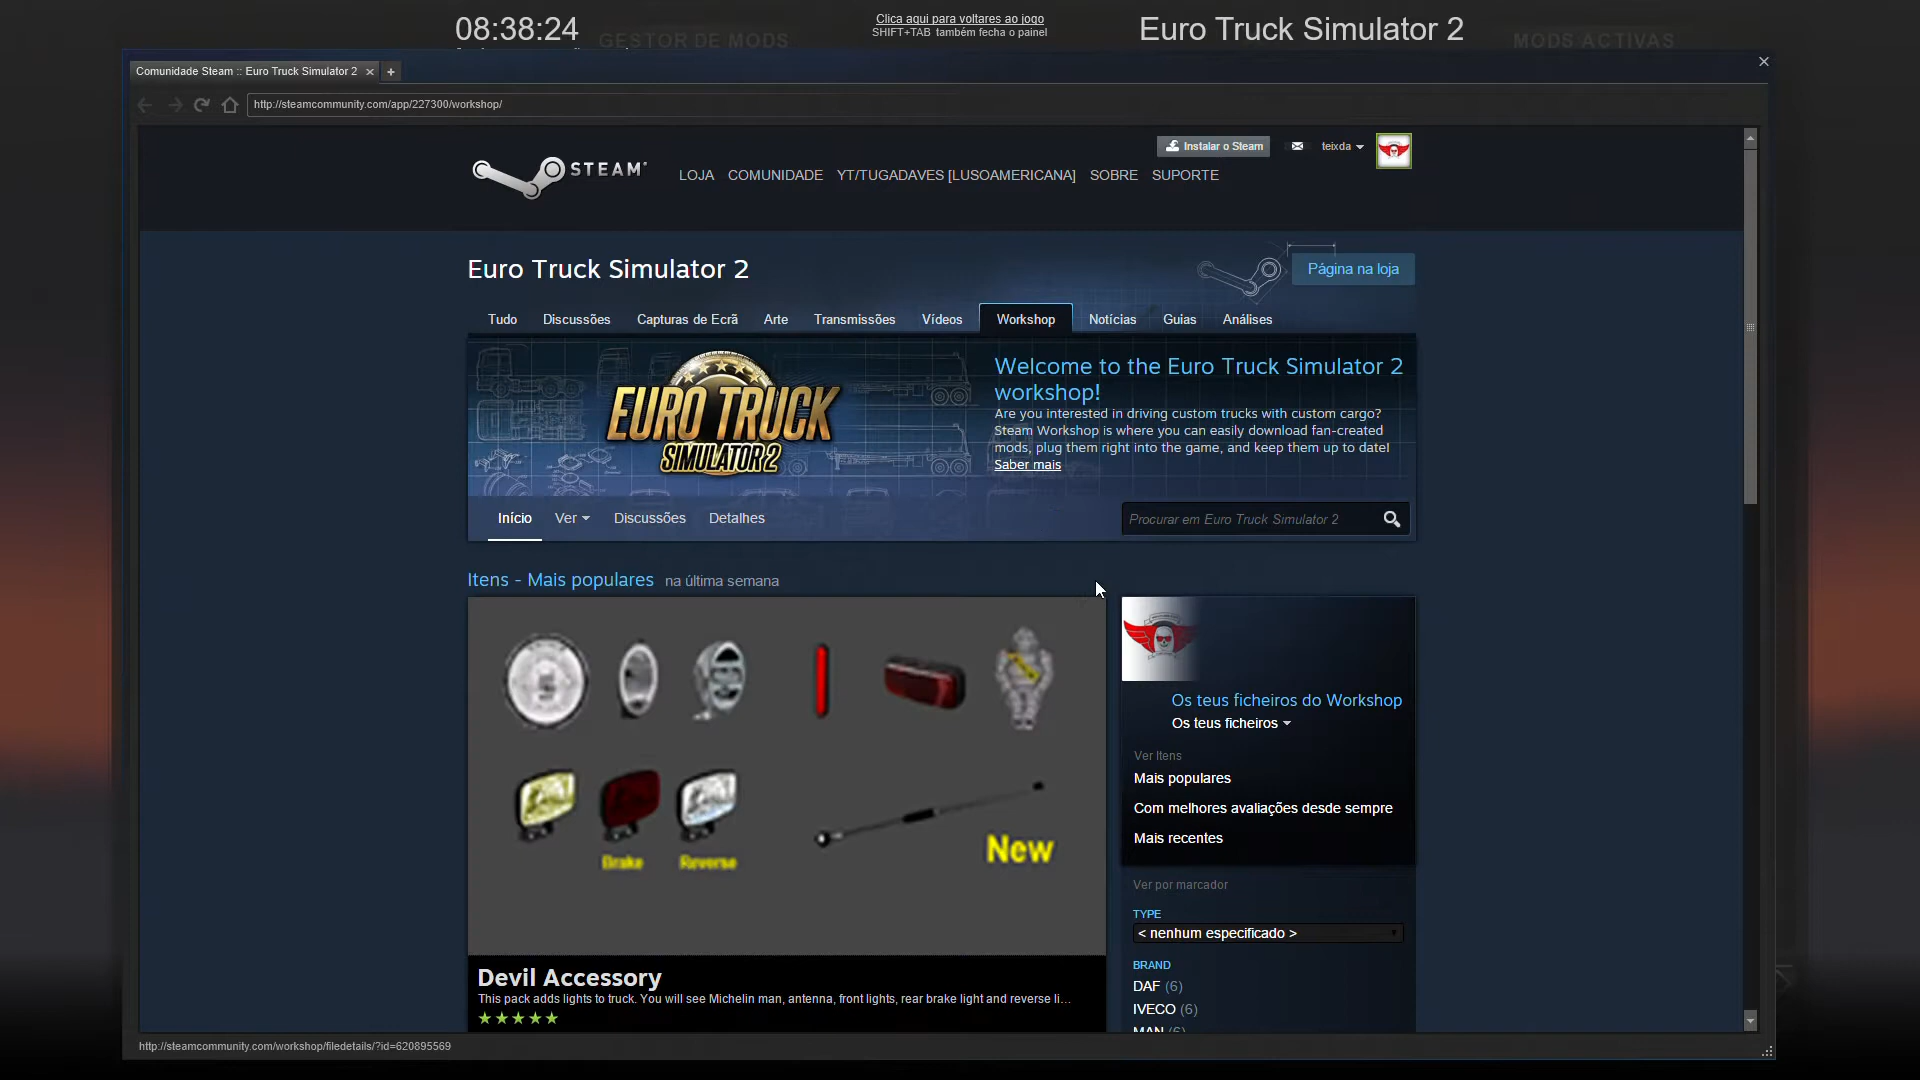 08:38:24
GESTOR DE MODS
Clica aqui para voltares ao jogo
SHIFT+TAB também fecha o painel
Euro Truck Simulator 2
MODS ACTIVAS
Comunidade Steam :: Euro Truck Simulator 2
http://steamcommunity.com/app/227300/workshop/
Instalar o Steam
teixda
STEAM
LOJA COMUNIDADE YT/TUGADAVES [LUSOAMERICANA] SOBRE SUPORTE
Euro Truck Simulator 2
Página na loja
Tudo Discussões Capturas de Ecrã Arte Transmissões Vídeos Workshop Notícias Guias Análises
EURO TRUCK
SIMULATOR 2
Welcome to the Euro Truck Simulator 2
workshop!
Are you interested in driving custom trucks with custom cargo?
Steam Workshop is where you can easily download fan-created
mods, plug them right into the game, and keep them up to date!
Saber mais
Início Ver Discussões Detalhes
Procurar em Euro Truck Simulator 2
Itens - Mais populares na última semana
Brake Reverse
New
Devil Accessory
This pack adds lights to truck. You will see Michelin man, antenna, front lights, rear brake light and reverse li...
Os teus ficheiros do Workshop
Os teus ficheiros
Ver Itens
Mais populares
Com melhores avaliações desde sempre
Mais recentes
Ver por marcador
TYPE
< nenhum especificado >
BRAND
DAF (6)
IVECO (6)
MAN (6)
http://steamcommunity.com/workshop/filedetails/?id=620895569